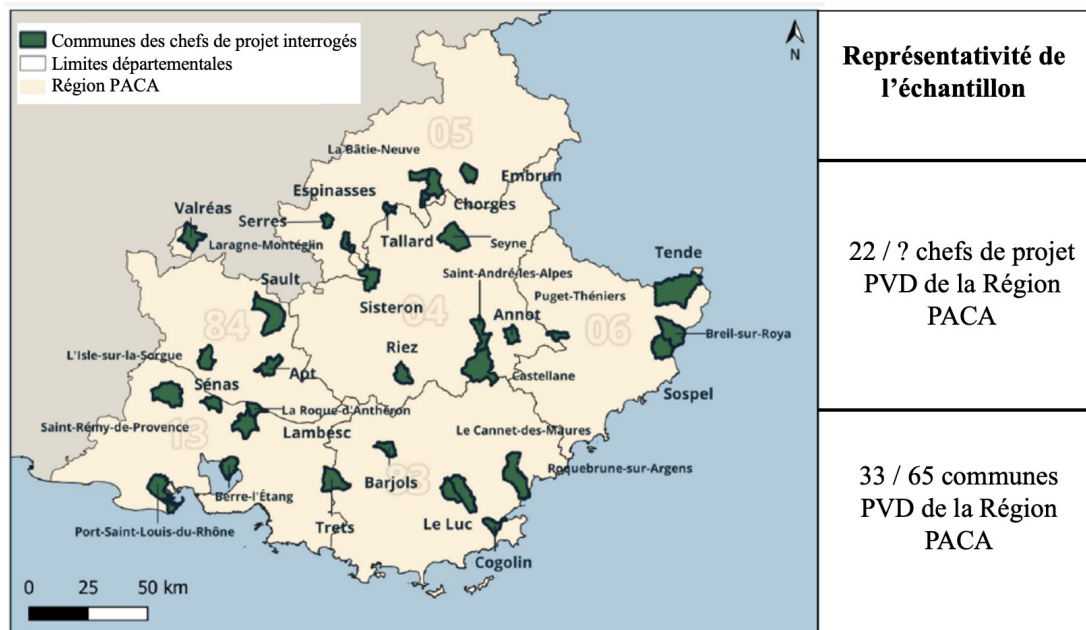 Communes des chefs de projet interrogés
Limites départementales
Région PACA
N
05
La Bâtie-Neuve
Embrun
Espinasses
Chorges
Valréas
Serres
Tallard
Seyne
Laragne-Montéglin
Sault
Saint-André-les-Alpes
Tende
Sisteron
Puget-Théniers
84
04
Annot
06
Breil-sur-Roya
L'Isle-sur-la-Sorgue
Riez
Apt
Castellane
Sénas
Sospel
La Roque-d'Anthéron
Saint-Rémy-de-Provence
13
Lambesc
Le Cannet-des-Maures
Roquebrune-sur-Argens
83
Barjols
Berre-l'Étang
Port-Saint-Louis-du-Rhône
Trets
Le Luc
Cogolin
0 25 50 km
Représentativité de
l'échantillon
22 / ? chefs de projet
PVD de la Région
PACA
33 / 65 communes
PVD de la Région
PACA